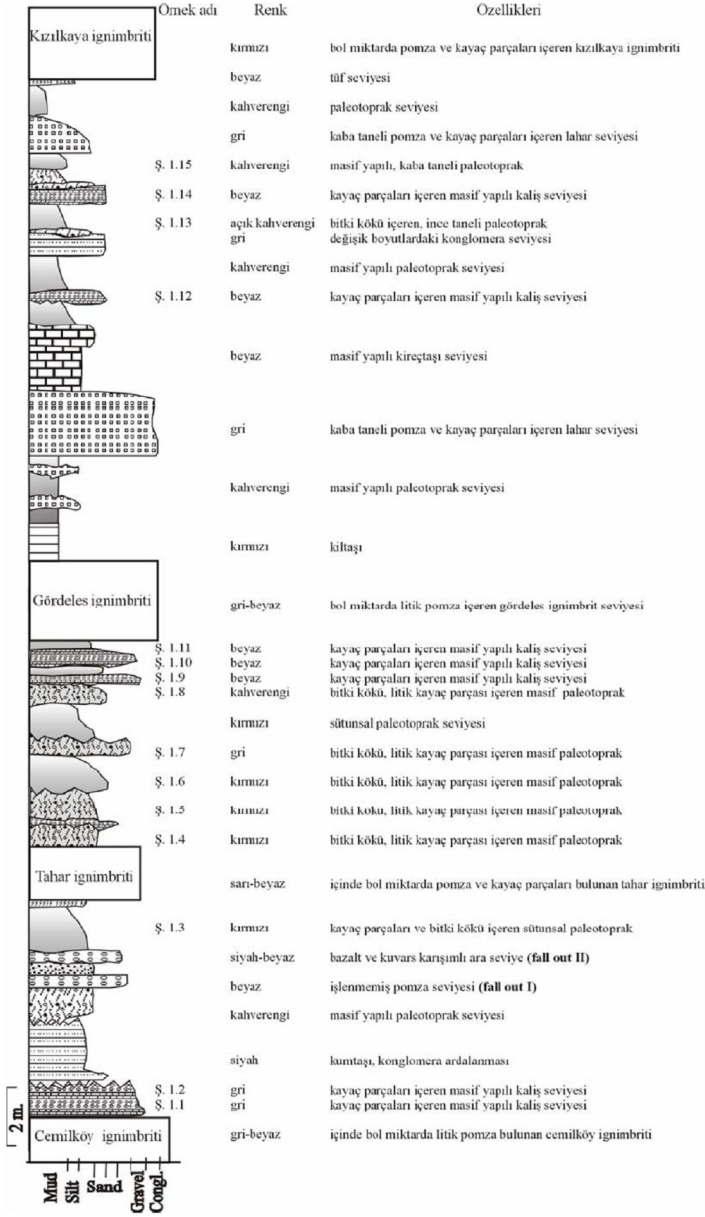 Örnek adı Renk Özellikleri
Kızılkaya ignimbriti
kırmızı bol miktarda pomza ve kayaç parçaları içeren kızılkaya ignimbriti
beyaz tüf seviyesi
kahverengi paleotoprak seviyesi
gri kaba taneli pomza ve kayaç parçaları içeren lahar seviyesi
Ş. 1.15 kahverengi masif yapılı, kaba taneli paleotoprak
Ş. 1.14 beyaz kayaç parçaları içeren masif yapılı kaliş seviyesi
Ş. 1.13 açık kahverengi bitki kökü içeren, ince taneli paleotoprak
gri değişik boyutlardaki konglomera seviyesi
kahverengi masif yapılı paleotoprak seviyesi
Ş. 1.12 beyaz kayaç parçaları içeren masif yapılı kaliş seviyesi
beyaz masif yapılı kireçtaşı seviyesi
gri kaba taneli pomza ve kayaç parçaları içeren lahar seviyesi
kahverengi masif yapılı paleotoprak seviyesi
kırmızı kiltaşı
Gördeles ignimbriti
gri-beyaz bol miktarda litik pomza içeren gördeles ignimbrit seviyesi
Ş. 1.11 beyaz kayaç parçaları içeren masif yapılı kaliş seviyesi
Ş. 1.10 beyaz kayaç parçaları içeren masif yapılı kaliş seviyesi
Ş. 1.9 beyaz kayaç parçaları içeren masif yapılı kaliş seviyesi
Ş. 1.8 kahverengi bitki kökü, litik kayaç parçası içeren masif paleotoprak
kırmızı sütunsal paleotoprak seviyesi
Ş. 1.7 gri bitki kökü, litik kayaç parçası içeren masif paleotoprak
Ş. 1.6 kırmızı bitki kökü, litik kayaç parçası içeren masif paleotoprak
Ş. 1.5 kırmızı bitki kökü, litik kayaç parçası içeren masif paleotoprak
Ş. 1.4 kırmızı bitki kökü, litik kayaç parçası içeren masif paleotoprak
Tahar ignimbriti
sarı-beyaz içinde bol miktarda pomza ve kayaç parçaları bulunan tahar ignimbriti
Ş. 1.3 kırmızı kayaç parçaları ve bitki kökü içeren sütunsal paleotoprak
siyah-beyaz bazalt ve kuvars karışımlı ara seviye (fall out II)
beyaz işlenmemiş pomza seviyesi (fall out I)
kahverengi masif yapılı paleotoprak seviyesi
siyah kumtaşı, konglomera ardalanması
Ş. 1.2 gri kayaç parçaları içeren masif yapılı kaliş seviyesi
Ş. 1.1 gri kayaç parçaları içeren masif yapılı kaliş seviyesi
2 m.
Cemilköy ignimbriti gri-beyaz içinde bol miktarda litik pomza bulunan cemilköy ignimbriti
Mud Silt Sand Gravel Congl.